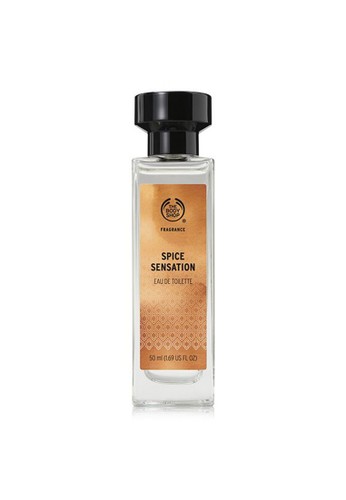 THE
BODY
SHOP
®
FRAGRANCE
SPICE
SENSATION
EAU DE TOILETTE
50 ml (1.69 US FL OZ)